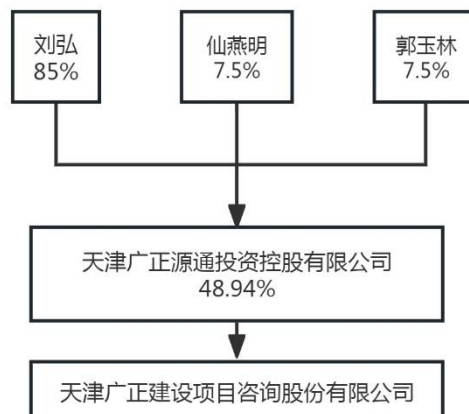 刘弘
85%
仙燕明
7.5%
郭玉林
7.5%
天津广正源通投资控股有限公司
48.94%
天津广正建设项目咨询股份有限公司